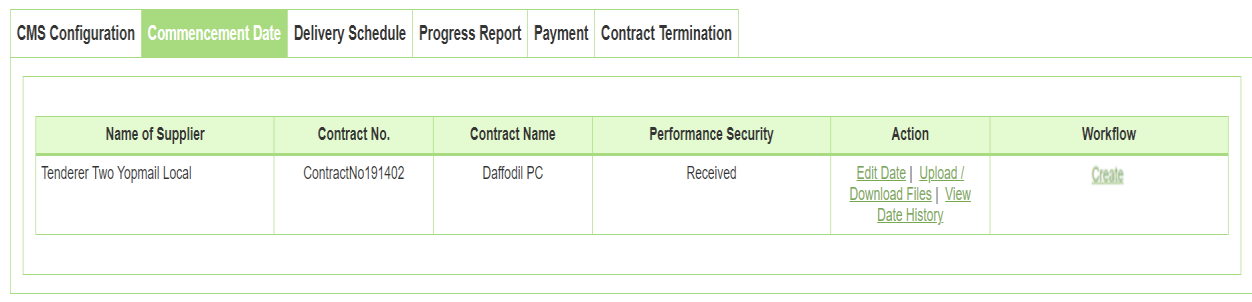 CMS Configuration Commencement Date Delivery Schedule Progress Report Payment Contract Termination
Name of Supplier Contract No. Contract Name Performance Security Action Workflow
Tenderer Two Yopmail Local ContractNo191402 Daffodil PC Received Edit Date | Upload / Create
Download Files | View
Date History